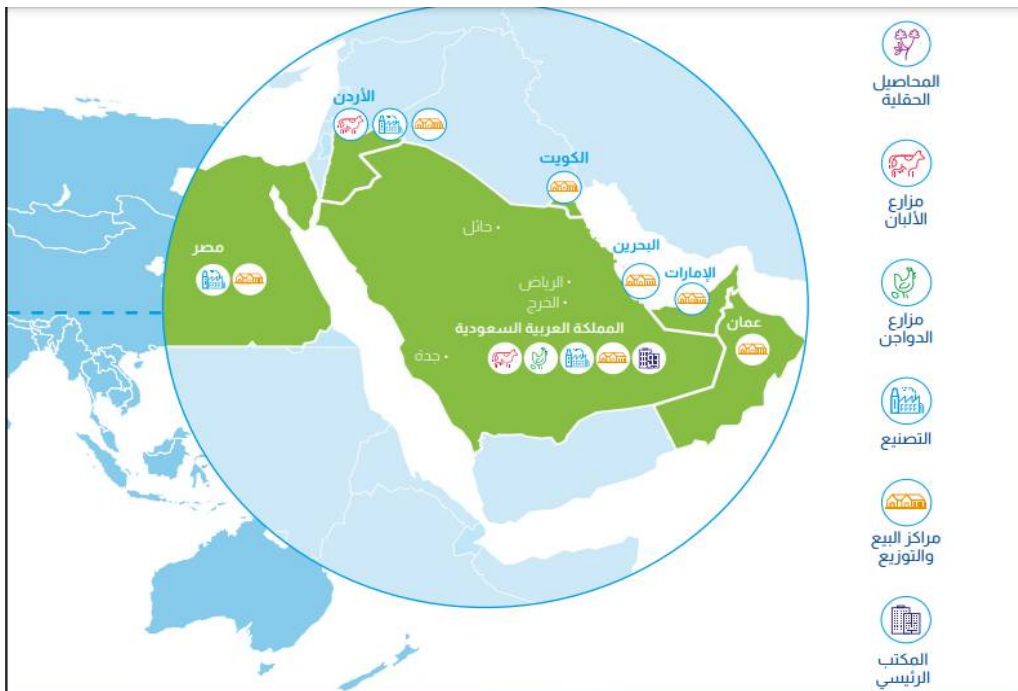 الأردن
الكويت
حائل
البحرين
مصر
الإمارات
الرياض
الخرج
عمان
المملكة العربية السعودية
جدة
المحاصيل
الحقلية
مزارع
الألبان
مزارع
الدواجن
التصنيع
مراكز البيع
والتوزيع
المكتب
الرئيسي